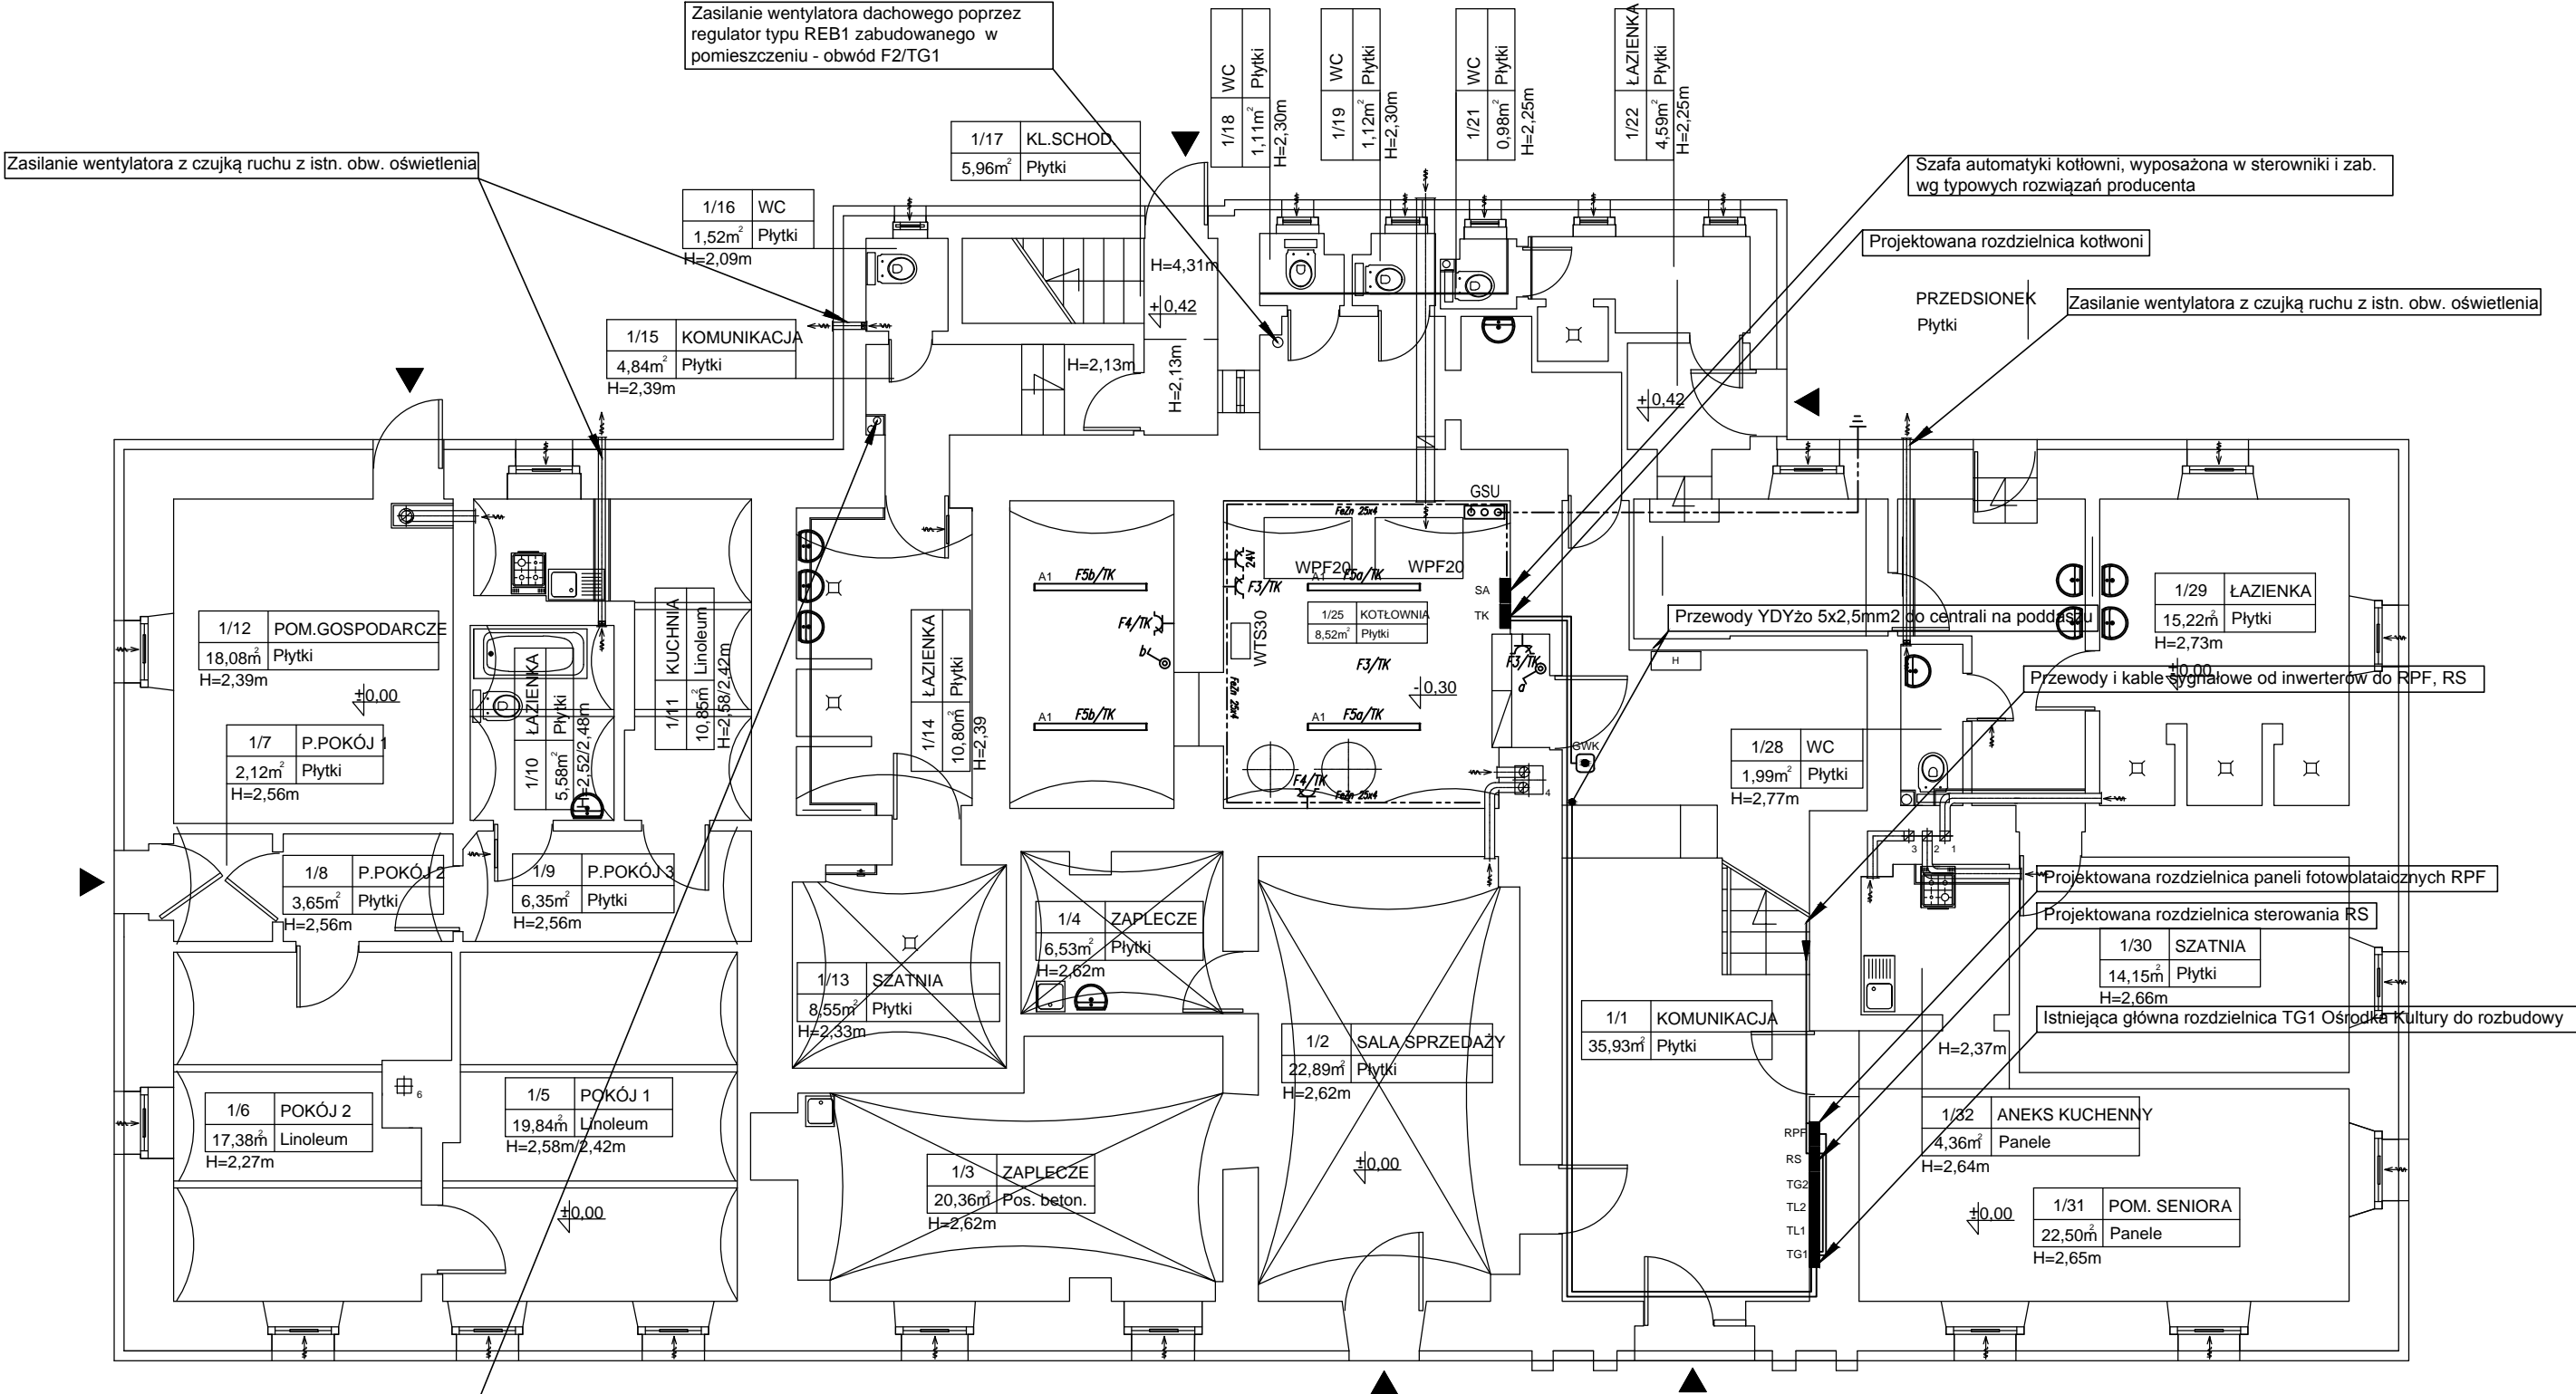 Zasilanie wentylatora dachowego poprzez
regulator typu REB1 zabudowanego w
pomieszczeniu - obwód F2/TG1
Zasilanie wentylatora z czujką ruchu z istn. obw. oświetlenia
1/17 KL.SCHOD.
5,96m² Płytki
1/16 WC
1,52m² Płytki
H=2,09m
1/18 WC
1,11m² Płytki
H=2,30m
1/19 WC
1,12m² Płytki
H=2,30m
1/21 WC
0,98m² Płytki
H=2,25m
1/22 ŁAZIENKA
4,59m² Płytki
H=2,25m
Szafa automatyki kotłowni, wyposażona w sterowniki i zab.
wg typowych rozwiązań producenta
Projektowana rozdzielnica kotłwoni
PRZEDSIONEK
Płytki
Zasilanie wentylatora z czujką ruchu z istn. obw. oświetlenia
H=4,31m
+0,42
1/15 KOMUNIKACJA
4,84m² Płytki
H=2,39m
H=2,13m
H=2,13m
+0,42
GSU
FeZn 25x4
WPF20
WPF20
24V
F3/TK
A1 F5b/TK
A1 F5a/TK
SA
TK
1/25 KOTŁOWNIA
8,52m² Płytki
WTS30
F4/TK
b
F3/TK
F3/TK
a
-0,30
FeZn 25x4
A1 F5b/TK
A1 F5a/TK
F4/TK
FeZn 25x4
4
GWK
H
Przewody YDYżo 5x2,5mm2 do centrali na poddaszu
1/29 ŁAZIENKA
15,22m² Płytki
H=2,73m
±0,00
Przewody i kable sygnałowe od inwerterów do RPF, RS
1/12 POM.GOSPODARCZE
18,08m² Płytki
H=2,39m
±0,00
1/7 P.POKÓJ 1
2,12m² Płytki
H=2,56m
1/10 ŁAZIENKA
5,58m² Płytki
H=2,52/2,48m
1/11 KUCHNIA
10,85m² Linoleum
H=2,58/2,42m
1/14 ŁAZIENKA
10,80m² Płytki
H=2,39
1/28 WC
1,99m² Płytki
H=2,77m
3 2 1
1/8 P.POKÓJ 2
3,65m² Płytki
H=2,56m
1/9 P.POKÓJ 3
6,35m² Płytki
H=2,56m
Projektowana rozdzielnica paneli fotowolataicznych RPF
Projektowana rozdzielnica sterowania RS
1/4 ZAPLECZE
6,53m² Płytki
H=2,62m
1/13 SZATNIA
8,55m² Płytki
H=2,33m
1/30 SZATNIA
14,15m² Płytki
H=2,66m
Istniejąca główna rozdzielnica TG1 Ośrodka Kultury do rozbudowy
1/2 SALA SPRZEDAŻY
22,89m² Płytki
H=2,62m
1/1 KOMUNIKACJA
35,93m² Płytki
H=2,37m
6
1/6 POKÓJ 2
17,38m² Linoleum
H=2,27m
1/5 POKÓJ 1
19,84m² Linoleum
H=2,58m/2,42m
1/32 ANEKS KUCHENNY
4,36m² Panele
H=2,64m
RPF
RS
TG2
TL2
TL1
TG1
1/3 ZAPLECZE
20,36m² Pos. beton.
H=2,62m
±0,00
±0,00
±0,00
1/31 POM. SENIORA
22,50m² Panele
H=2,65m